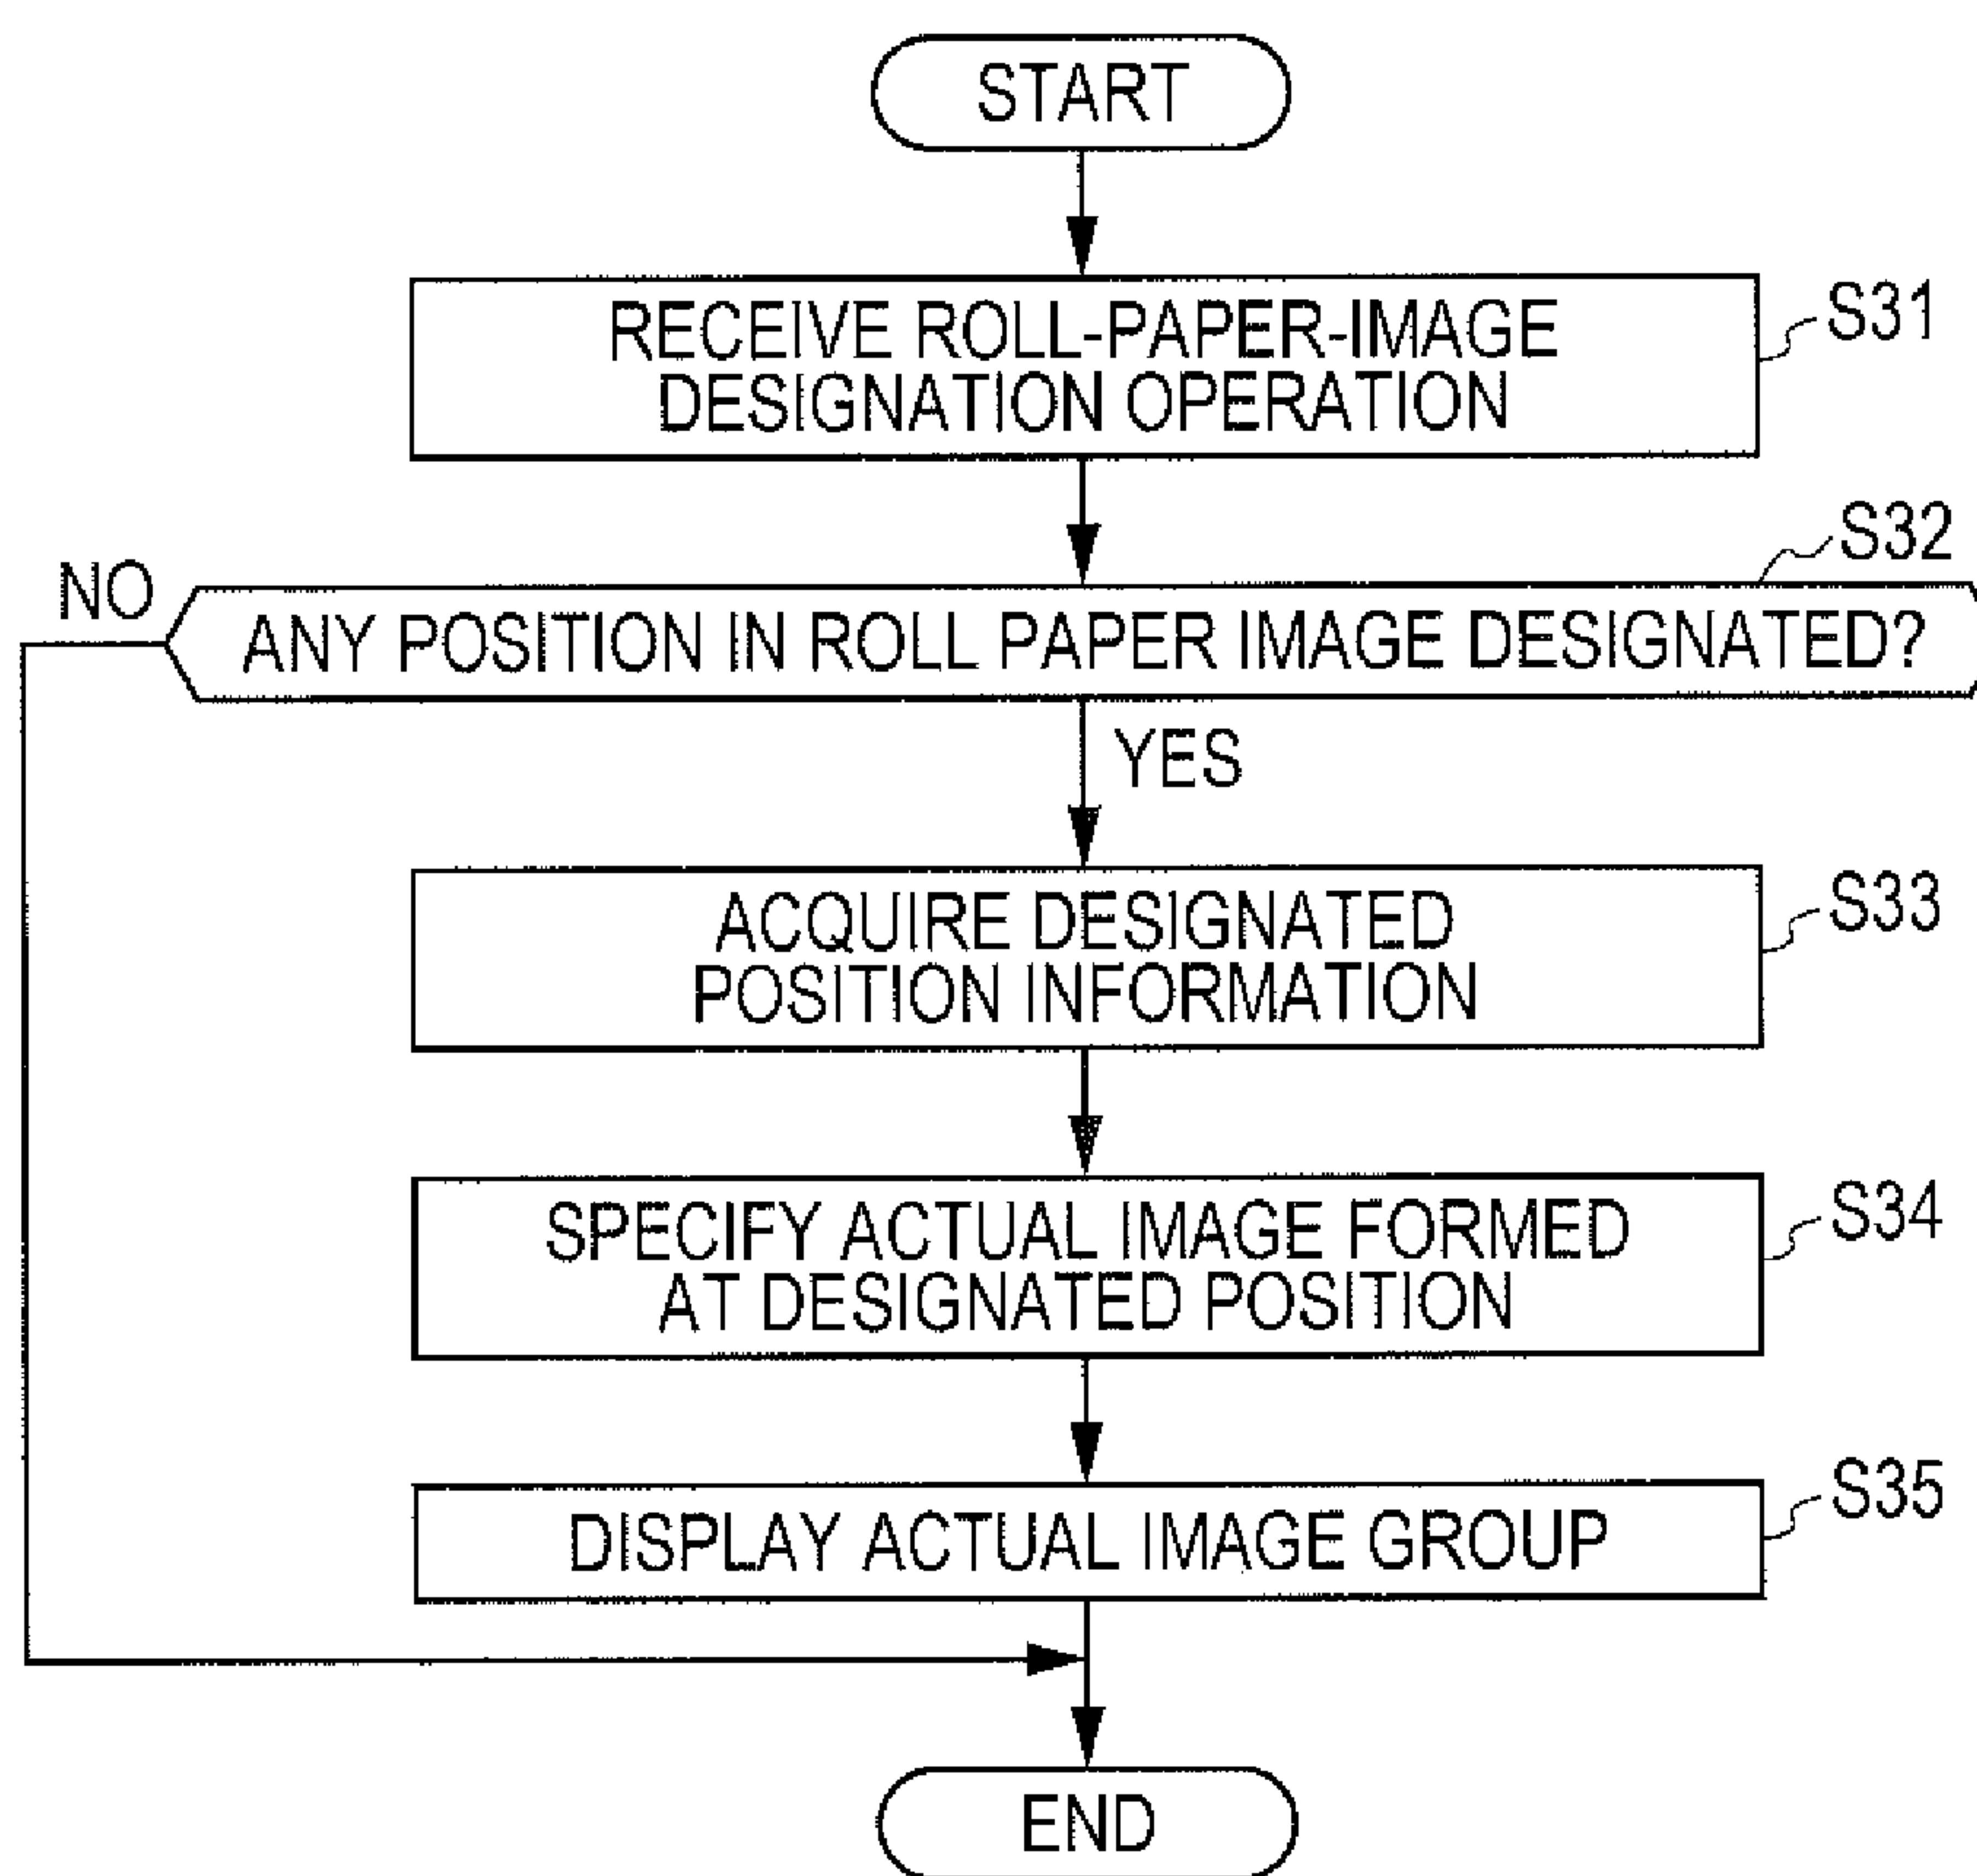 START
RECEIVE ROLL-PAPER-IMAGE
DESIGNATION OPERATION
S31
S32
NO
ANY POSITION IN ROLL PAPER IMAGE DESIGNATED?
YES
ACQUIRE DESIGNATED
POSITION INFORMATION
S33
SPECIFY ACTUAL IMAGE FORMED
AT DESIGNATED POSITION
S34
DISPLAY ACTUAL IMAGE GROUP
S35
END